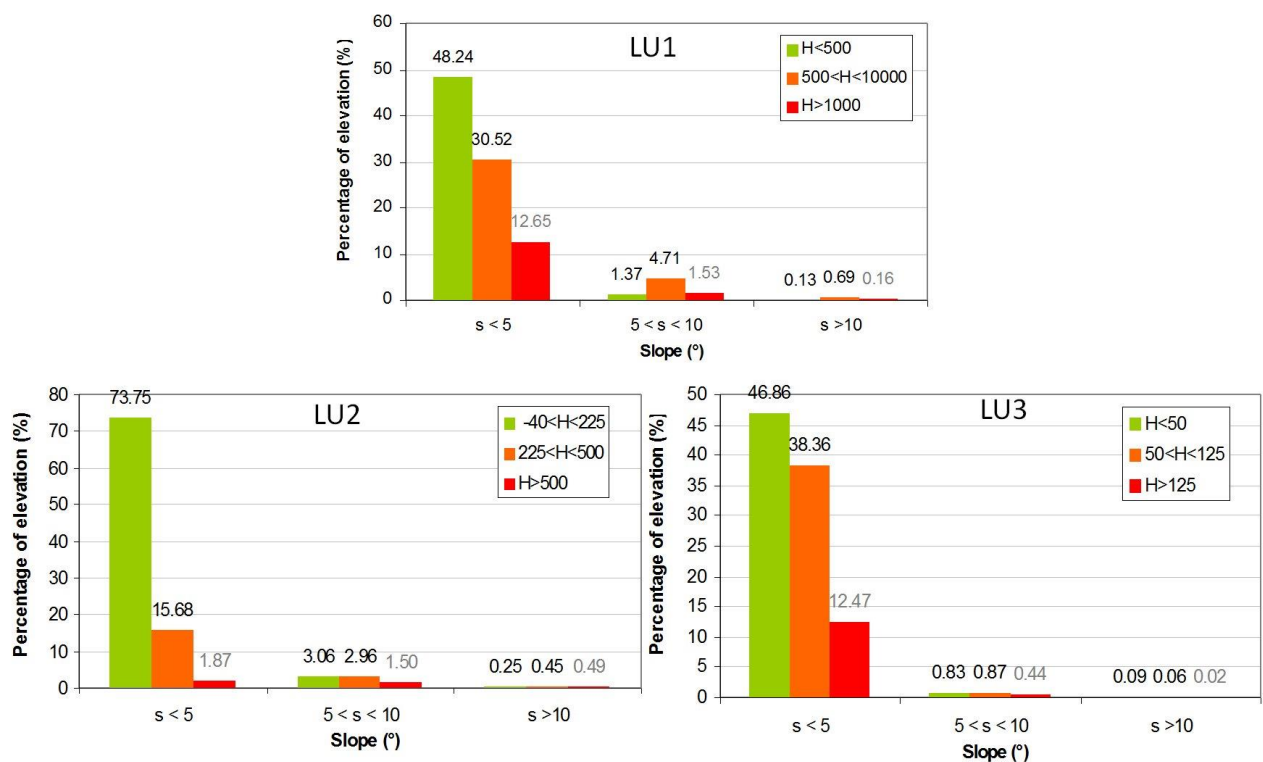 LU1
Percentage of elevation (%)
60
50
40
30
20
10
0
48.24
30.52
12.65
1.37
4.71
1.53
0.13
0.69
0.16
H<500
500<H<10000
H>1000
s < 5
5 < s < 10
s >10
Slope (°)
LU2
Percentage of elevation (%)
80
70
60
50
40
30
20
10
0
73.75
15.68
1.87
3.06
2.96
1.50
0.25
0.45
0.49
-40<H<225
225<H<500
H>500
s < 5
5 < s < 10
s >10
Slope (°)
LU3
Percentage of elevation (%)
50
45
40
35
30
25
20
15
10
5
0
46.86
38.36
12.47
0.83
0.87
0.44
0.09
0.06
0.02
H<50
50<H<125
H>125
s < 5
5 < s < 10
s >10
Slope (°)